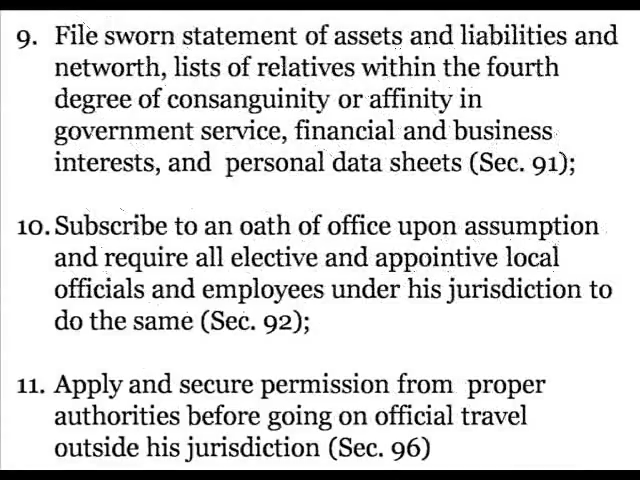 9. File sworn statement of assets and liabilities and
networth, lists of relatives within the fourth
degree of consanguinity or affinity in
government service, financial and business
interests, and personal data sheets (Sec. 91);
10. Subscribe to an oath of office upon assumption
and require all elective and appointive local
officials and employees under his jurisdiction to
do the same (Sec. 92);
11. Apply and secure permission from proper
authorities before going on official travel
outside his jurisdiction (Sec. 96)